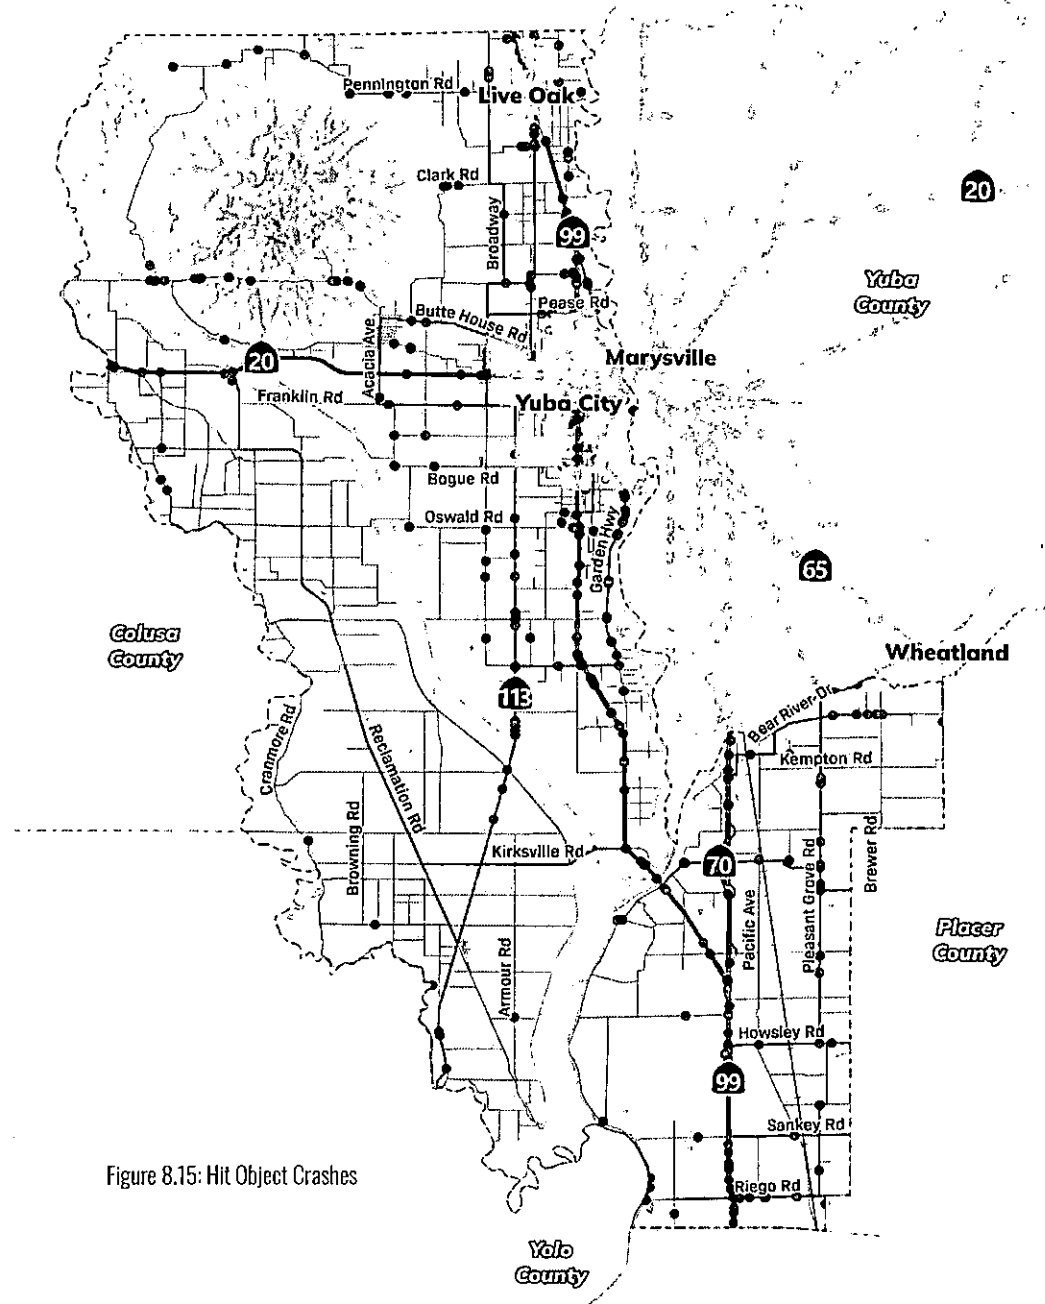 Pennington Rd
Live Oak
Clark Rd
20
Broadway
99
Yuba
County
Pease Rd
Butte House Rd
Acacia Ave
20
Marysville
Franklin Rd
Yuba City
Bogue Rd
Oswald Rd
Garden Hwy
65
Colusa
County
Wheatland
113
Bear River Dr
Cranmore Rd
Reclamation Rd
Kempton Rd
Browning Rd
Kirksville Rd
70
Pleasant Grove Rd
Brewer Rd
Pacific Ave
Placer
County
Armour Rd
Howsley Rd
99
Sankey Rd
Figure 8.15: Hit Object Crashes
Riego Rd
Yolo
County